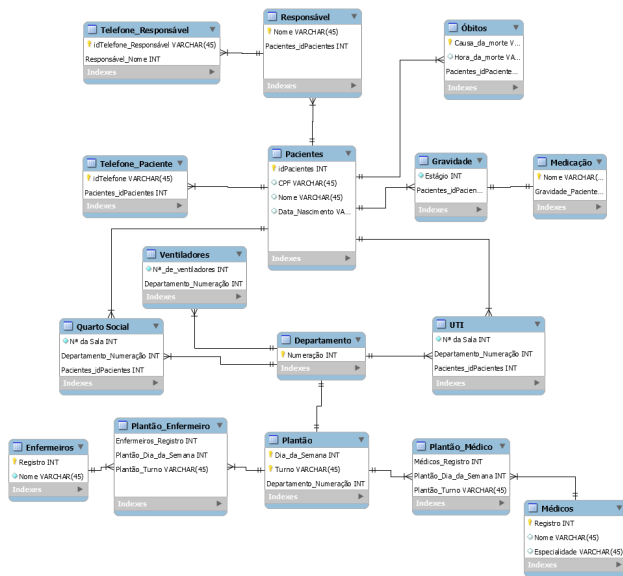 Responsável
Nome VARCHAR(45)
Pacientes_idPacientes INT
Indexes
Telefone_Responsável
idTelefone_Responsável VARCHAR(45)
Responsável_Nome INT
Indexes
Óbitos
Causa_da_morte V...
Hora_da_morte VA...
Pacientes_idPaciente...
Indexes
Telefone_Paciente
idTelefone VARCHAR(45)
Pacientes_idPacientes INT
Indexes
Pacientes
idPacientes INT
CPF VARCHAR(45)
Nome VARCHAR(45)
Data_Nascimento VA...
Indexes
Gravidade
Estágio INT
Pacientes_idPacien...
Indexes
Medicação
Nome VARCHAR(...
Gravidade_Paciente...
Indexes
Ventiladores
Nª_de_ventiladores INT
Departamento_Numeração INT
Indexes
Quarto Social
Nª da Sala INT
Departamento_Numeração INT
Pacientes_idPacientes INT
Indexes
Departamento
Numeração INT
Indexes
UTI
Nª da Sala INT
Departamento_Numeração INT
Pacientes_idPacientes INT
Indexes
Enfermeiros
Registro INT
Nome VARCHAR(45)
Indexes
Plantão_Enfermeiro
Enfermeiros_Registro INT
Plantão_Dia_da_Semana INT
Plantão_Turno VARCHAR(45)
Indexes
Plantão
Dia_da_Semana INT
Turno VARCHAR(45)
Departamento_Numeração INT
Indexes
Plantão_Médico
Médicos_Registro INT
Plantão_Dia_da_Semana INT
Plantão_Turno VARCHAR(45)
Indexes
Médicos
Registro INT
Nome VARCHAR(45)
Especialidade VARCHAR(45)
Indexes